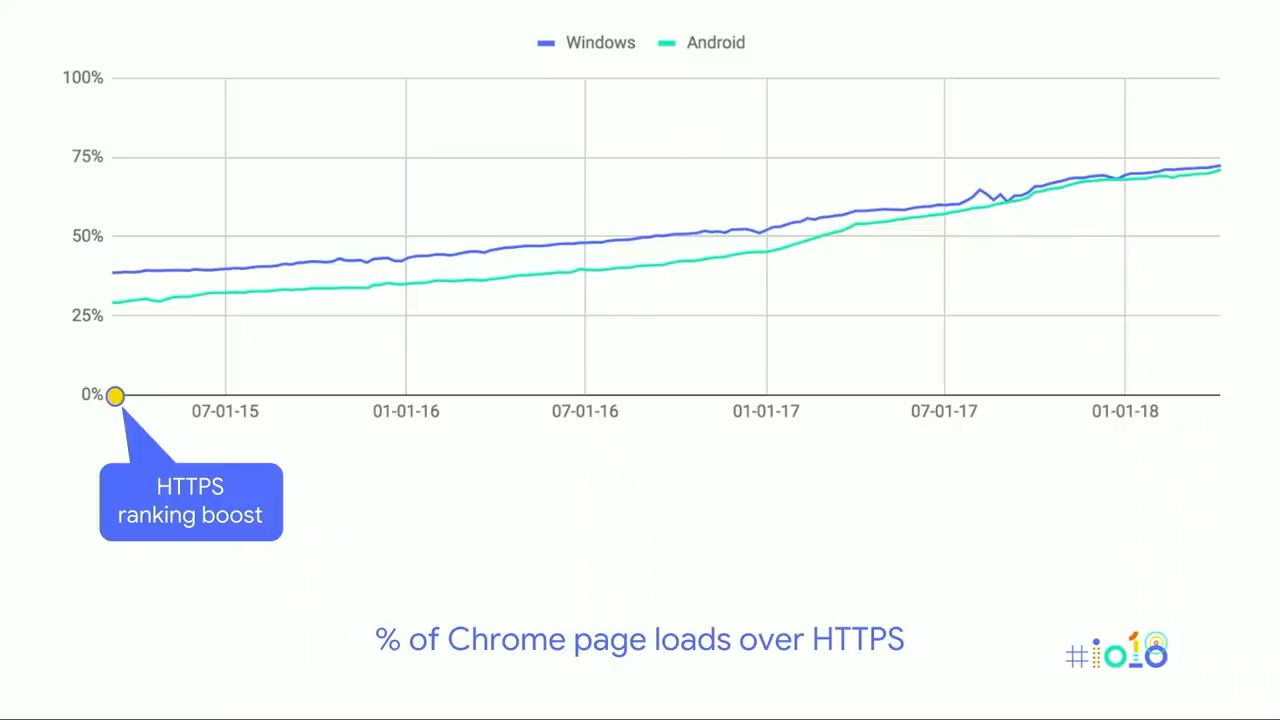 Windows Android
100%
75%
50%
25%
0%
07-01-15 01-01-16 07-01-16 01-01-17 07-01-17 01-01-18
HTTPS
ranking boost
% of Chrome page loads over HTTPS
#io18